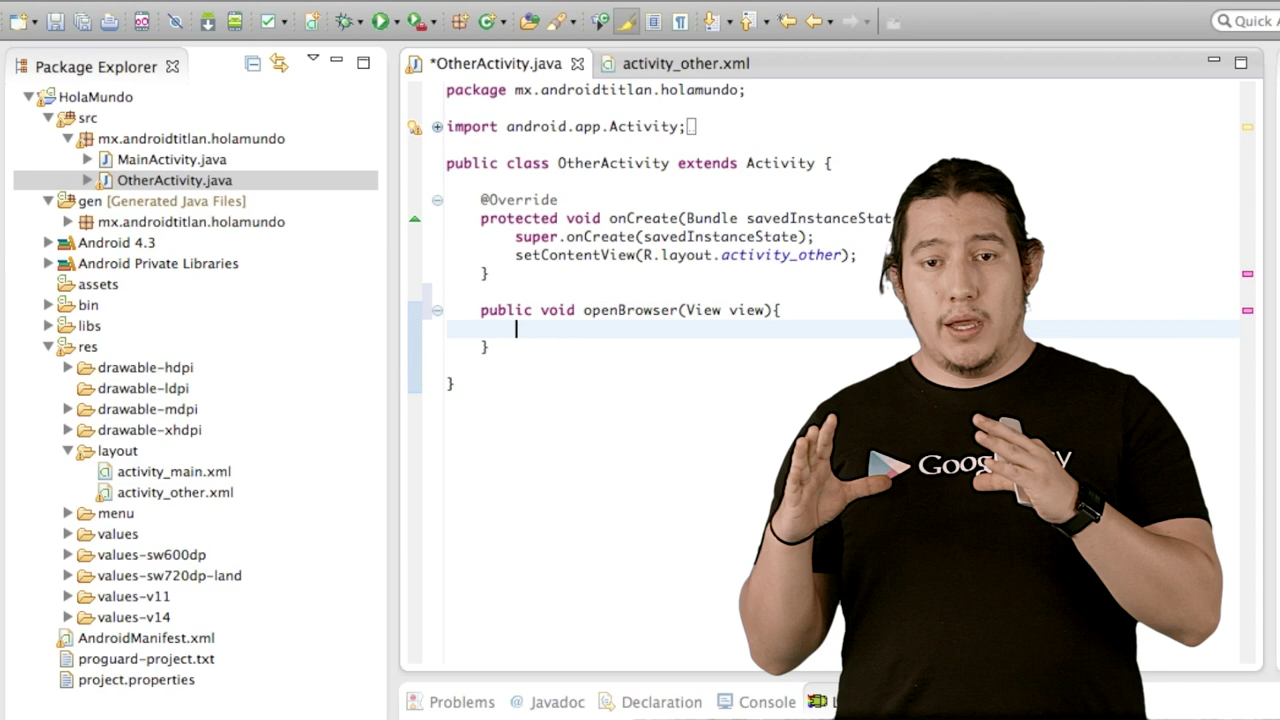 Quick A
Package Explorer
HolaMundo
src
mx.androidtitlan.holamundo
MainActivity.java
OtherActivity.java
gen [Generated Java Files]
mx.androidtitlan.holamundo
Android 4.3
Android Private Libraries
assets
bin
libs
res
drawable-hdpi
drawable-ldpi
drawable-mdpi
drawable-xhdpi
layout
activity_main.xml
activity_other.xml
menu
values
values-sw600dp
values-sw720dp-land
values-v11
values-v14
AndroidManifest.xml
proguard-project.txt
project.properties
*OtherActivity.java
activity_other.xml
package mx.androidtitlan.holamundo;
import android.app.Activity;
public class OtherActivity extends Activity {
@Override
protected void onCreate(Bundle savedInstanceStat
super.onCreate(savedInstanceState);
setContentView(R.layout.activity_other);
}
public void openBrowser(View view){
}
}
Problems
@ Javadoc
Declaration
Console